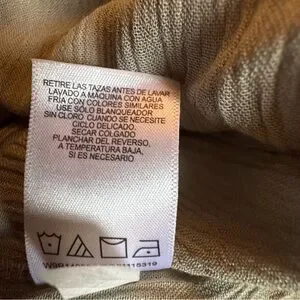 RETIRE LAS TAZAS ANTES DE LAVAR
LAVADO A MAQUINA CON AGUA
FRIA CON COLORES SIMILARES
USE SÓLO BLANQUEADOR
SIN CLORO CUANDO SE NECESITE
CICLO DELICADO.
SECAR COLGADO
PLANCHAR DEL REVERSO,
A TEMPERATURA BAJA,
SI ES NECESARIO